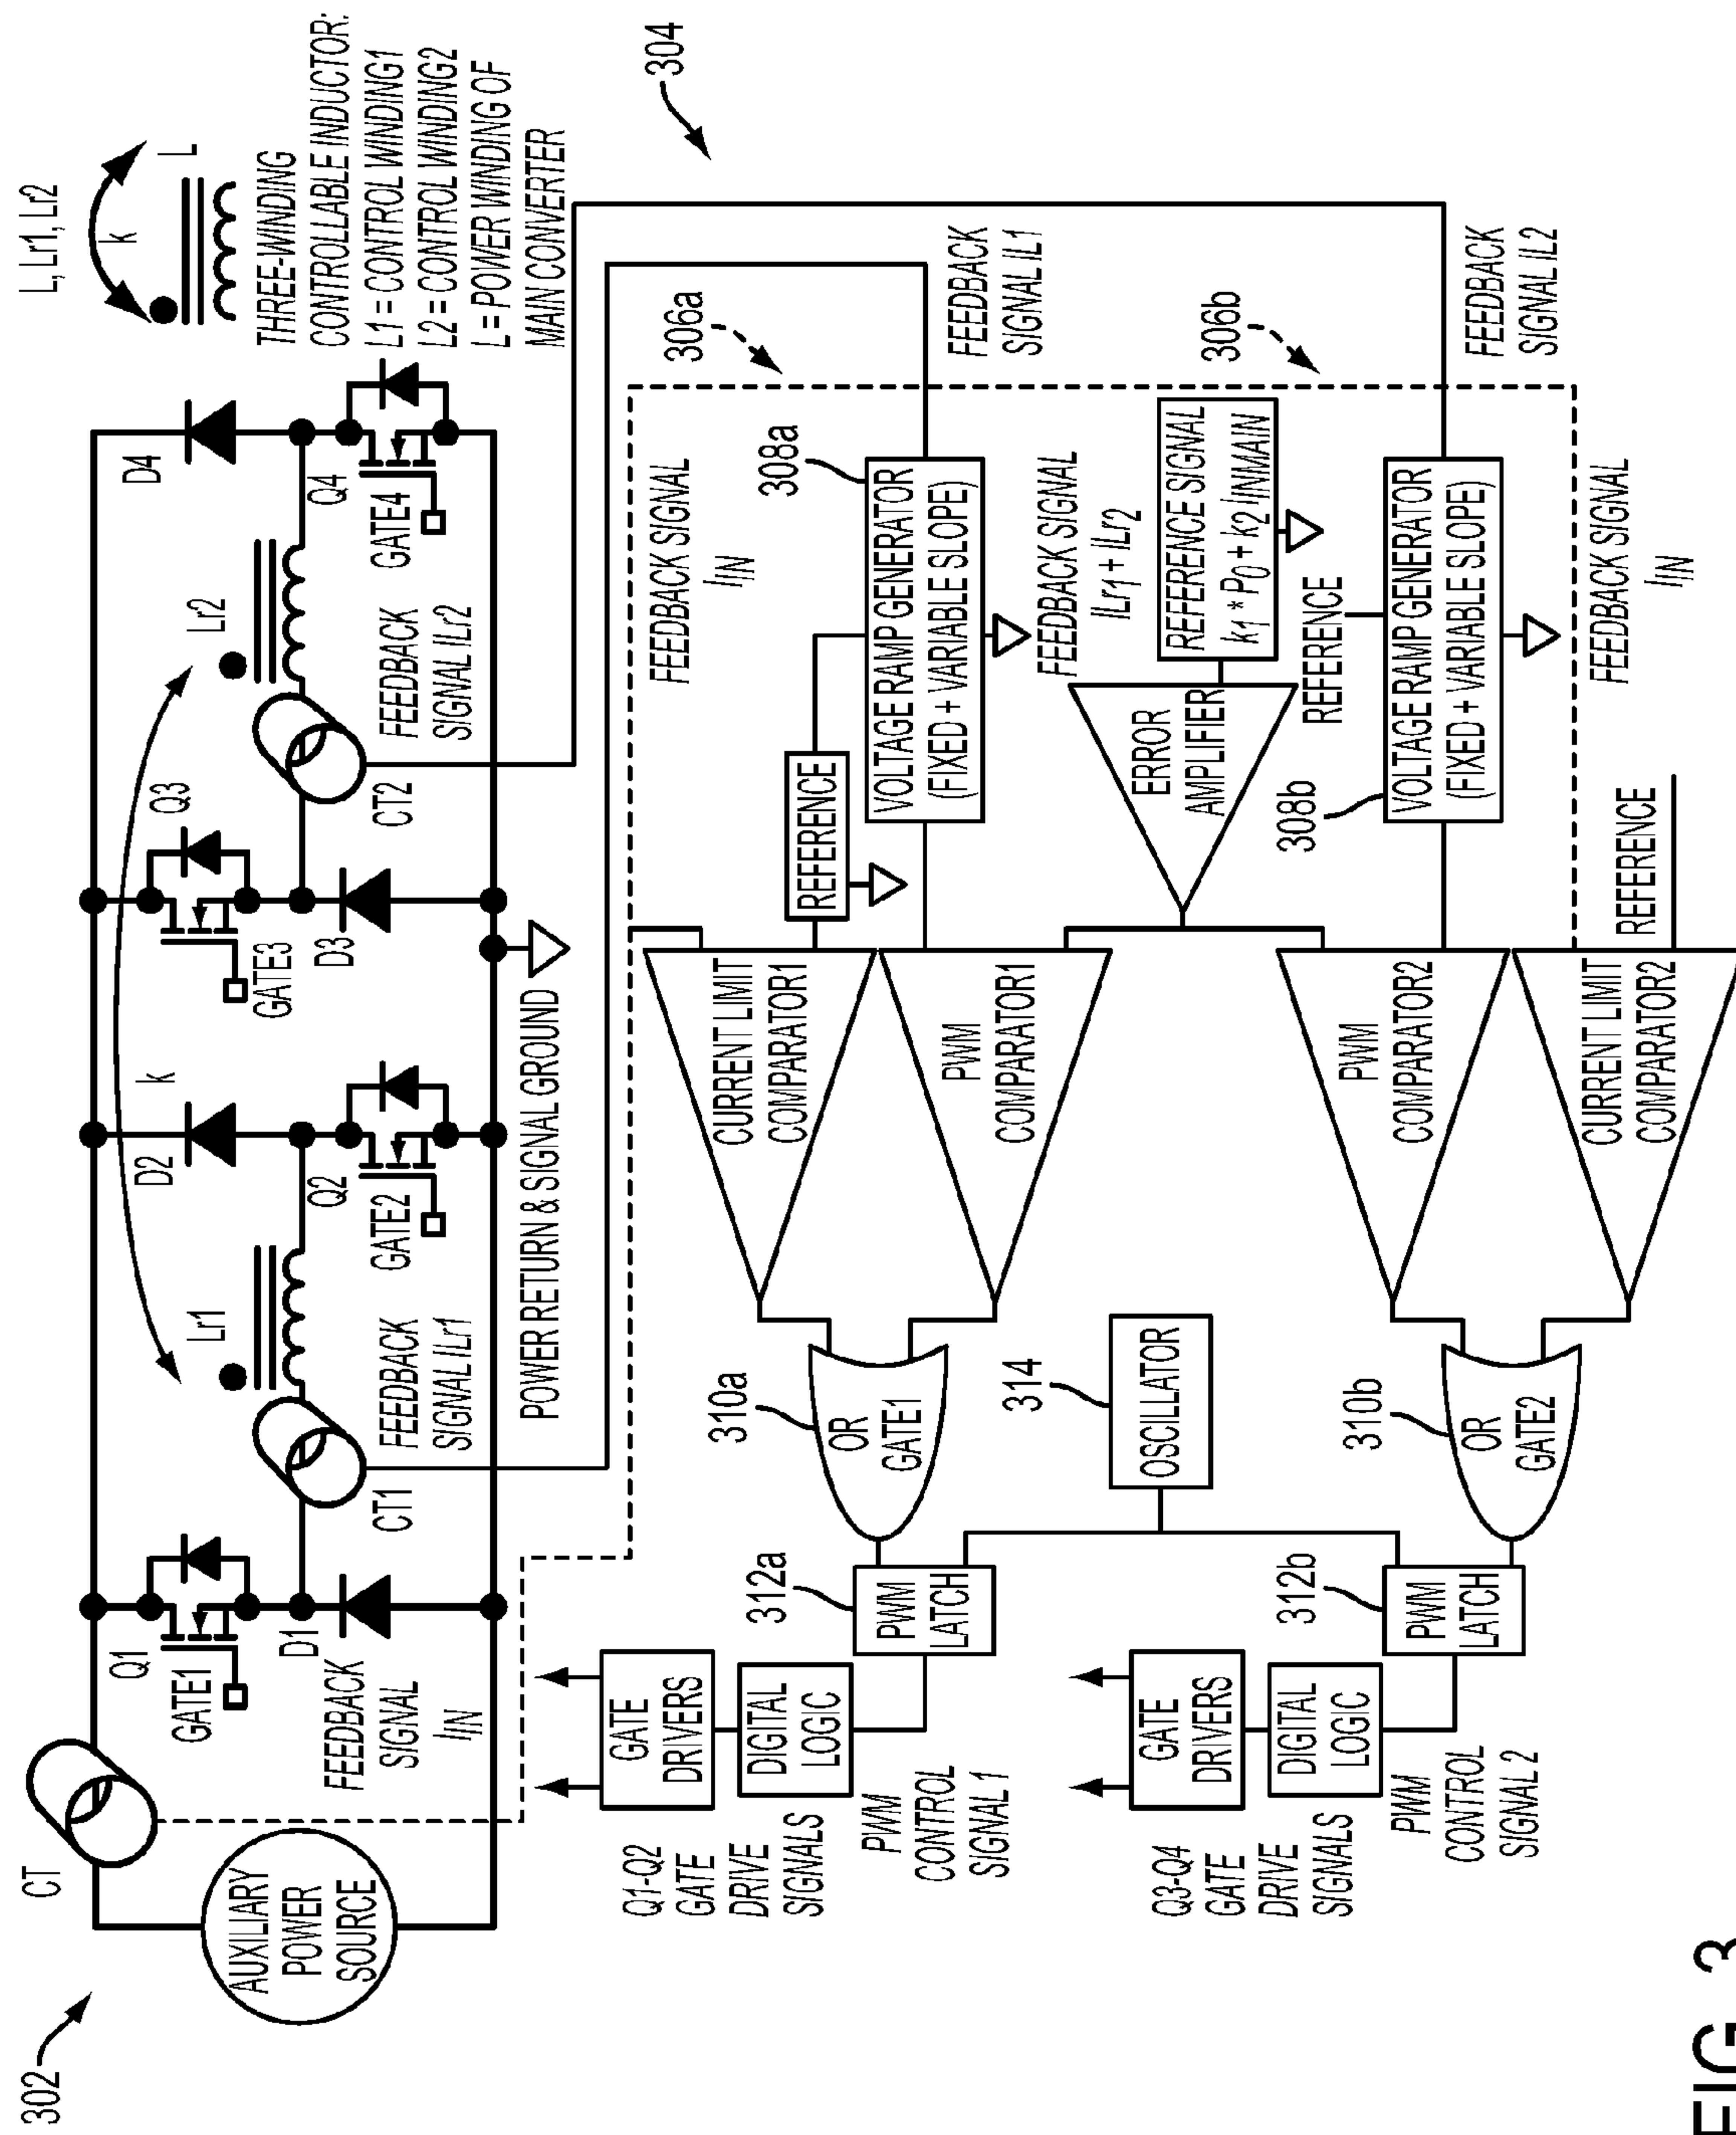 302
CT
AUXILIARY
POWER
SOURCE
Q1
GATE1
D1
FEEDBACK
SIGNAL
IIN
CT1
Lr1
FEEDBACK
SIGNAL ILr1
D2
k
Q2
GATE2
POWER RETURN & SIGNAL GROUND
Q3
GATE3
D3
CT2
Lr2
FEEDBACK
SIGNAL ILr2
D4
Q4
GATE4
L, Lr1, Lr2
k
L
THREE-WINDING
CONTROLLABLE INDUCTOR:
L1 = CONTROL WINDING1
L2 = CONTROL WINDING2
L = POWER WINDING OF
MAIN CONVERTER
304
Q1-Q2
GATE
DRIVE
SIGNALS
GATE
DRIVERS
DIGITAL
LOGIC
PWM
CONTROL
SIGNAL 1
312a
PWM
LATCH
310a
OR
GATE1
CURRENT LIMIT
COMPARATOR1
PWM
COMPARATOR1
REFERENCE
FEEDBACK SIGNAL
IIN
306a
308a
VOLTAGE RAMP GENERATOR
(FIXED + VARIABLE SLOPE)
FEEDBACK
SIGNAL IL1
314
OSCILLATOR
ERROR
AMPLIFIER
FEEDBACK SIGNAL
ILr1 + ILr2
REFERENCE SIGNAL
k1 * P0 + k2 IINMAIN
306b
Q3-Q4
GATE
DRIVE
SIGNALS
GATE
DRIVERS
DIGITAL
LOGIC
PWM
CONTROL
SIGNAL 2
312b
PWM
LATCH
310b
OR
GATE2
PWM
COMPARATOR2
CURRENT LIMIT
COMPARATOR2
308b
REFERENCE
VOLTAGE RAMP GENERATOR
(FIXED + VARIABLE SLOPE)
FEEDBACK
SIGNAL IL2
REFERENCE
FEEDBACK SIGNAL
IIN
FIG. 3